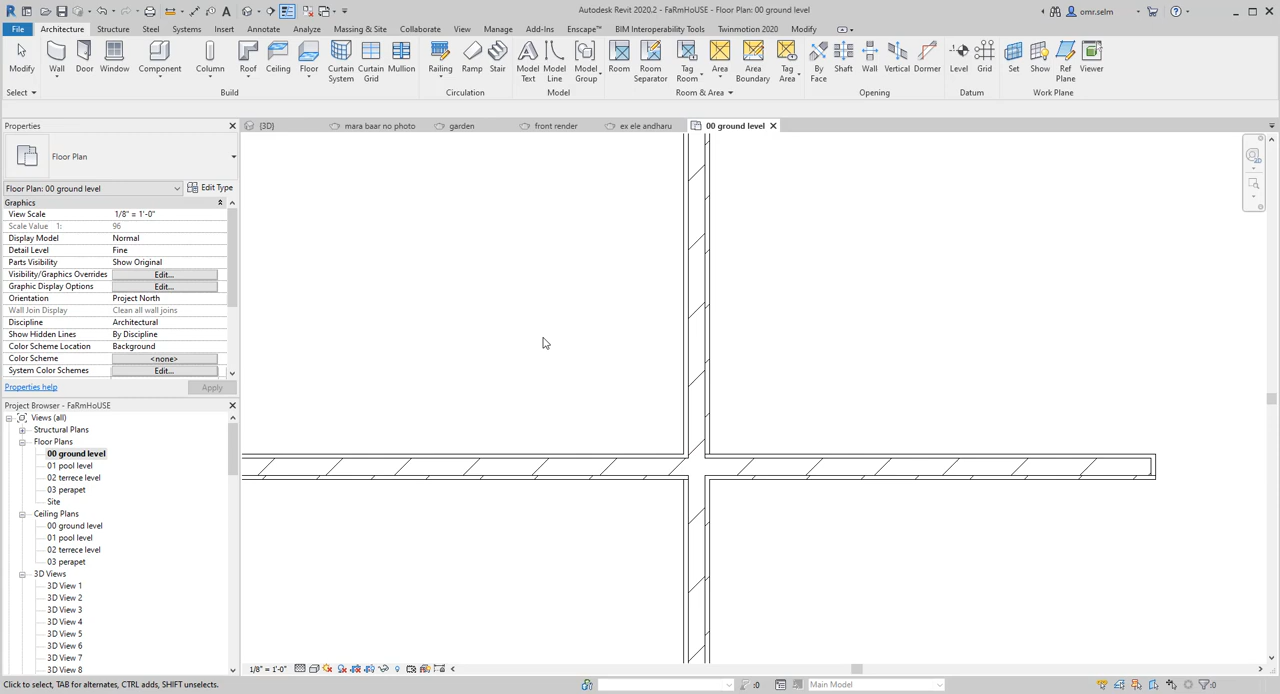 Autodesk Revit 2020.2 - FaRmHoUSE - Floor Plan: 00 ground level
omr.selm
File Architecture Structure Steel Systems Insert Annotate Analyze Massing & Site Collaborate View Manage Add-Ins Enscape™ BIM Interoperability Tools Twinmotion 2020 Modify
Modify Wall Door Window Component Column Roof Ceiling Floor Curtain System Curtain Grid Mullion Railing Ramp Stair Model Text Model Line Model Group Room Room Separator Tag Room Area Area Boundary Tag Area By Face Shaft Wall Vertical Dormer Level Grid Set Show Ref Plane Viewer
Select Build Circulation Model Room & Area Opening Datum Work Plane
Properties
{3D} mara baar no photo garden front render ex ele andharu 00 ground level
Floor Plan
Floor Plan: 00 ground level Edit Type
Graphics
View Scale 1/8" = 1'-0"
Scale Value 1: 96
Display Model Normal
Detail Level Fine
Parts Visibility Show Original
Visibility/Graphics Overrides Edit...
Graphic Display Options Edit...
Orientation Project North
Wall Join Display Clean all wall joins
Discipline Architectural
Show Hidden Lines By Discipline
Color Scheme Location Background
Color Scheme <none>
System Color Schemes Edit...
Properties help Apply
Project Browser - FaRmHoUSE
Views (all)
Structural Plans
Floor Plans
00 ground level
01 pool level
02 terrece level
03 perapet
Site
Ceiling Plans
00 ground level
01 pool level
02 terrece level
03 perapet
3D Views
3D View 1
3D View 2
3D View 3
3D View 4
3D View 5
3D View 6
3D View 7
3D View 8
1/8" = 1'-0"
Click to select, TAB for alternates, CTRL adds, SHIFT unselects. :0 Main Model :0